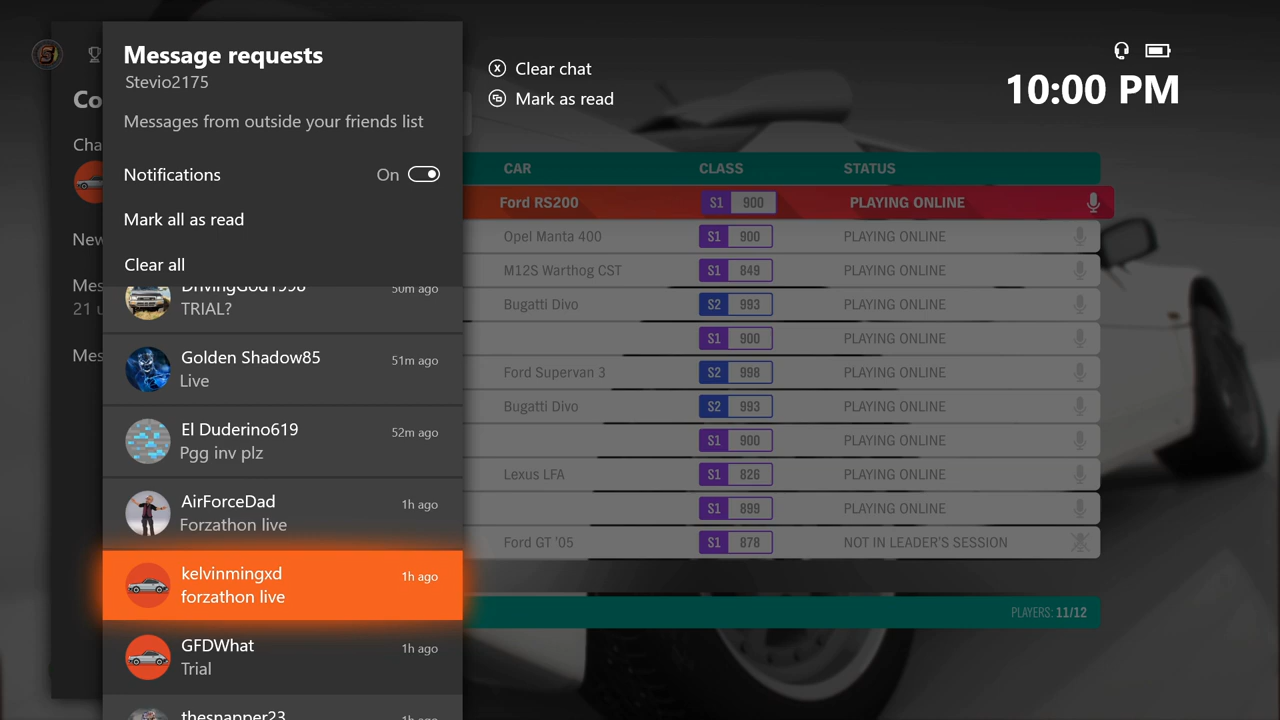 Message requests
Stevio2175
Messages from outside your friends list
Notifications On
Mark all as read
Clear all
DrivingGod1998 50m ago
TRIAL?
Golden Shadow85 51m ago
Live
El Duderino619 52m ago
Pgg inv plz
AirForceDad 1h ago
Forzathon live
kelvinmingxd 1h ago
forzathon live
GFDWhat 1h ago
Trial
thesnapper23 1h ago
Co
Cha
New
Mes
21 u
Mes
X Clear chat
Mark as read
10:00 PM
CAR CLASS STATUS
Ford RS200 S1 900 PLAYING ONLINE
Opel Manta 400 S1 900 PLAYING ONLINE
M12S Warthog CST S1 849 PLAYING ONLINE
Bugatti Divo S2 993 PLAYING ONLINE
S1 900 PLAYING ONLINE
Ford Supervan 3 S2 998 PLAYING ONLINE
Bugatti Divo S2 993 PLAYING ONLINE
S1 900 PLAYING ONLINE
Lexus LFA S1 826 PLAYING ONLINE
S1 899 PLAYING ONLINE
Ford GT '05 S1 878 NOT IN LEADER'S SESSION
PLAYERS: 11/12